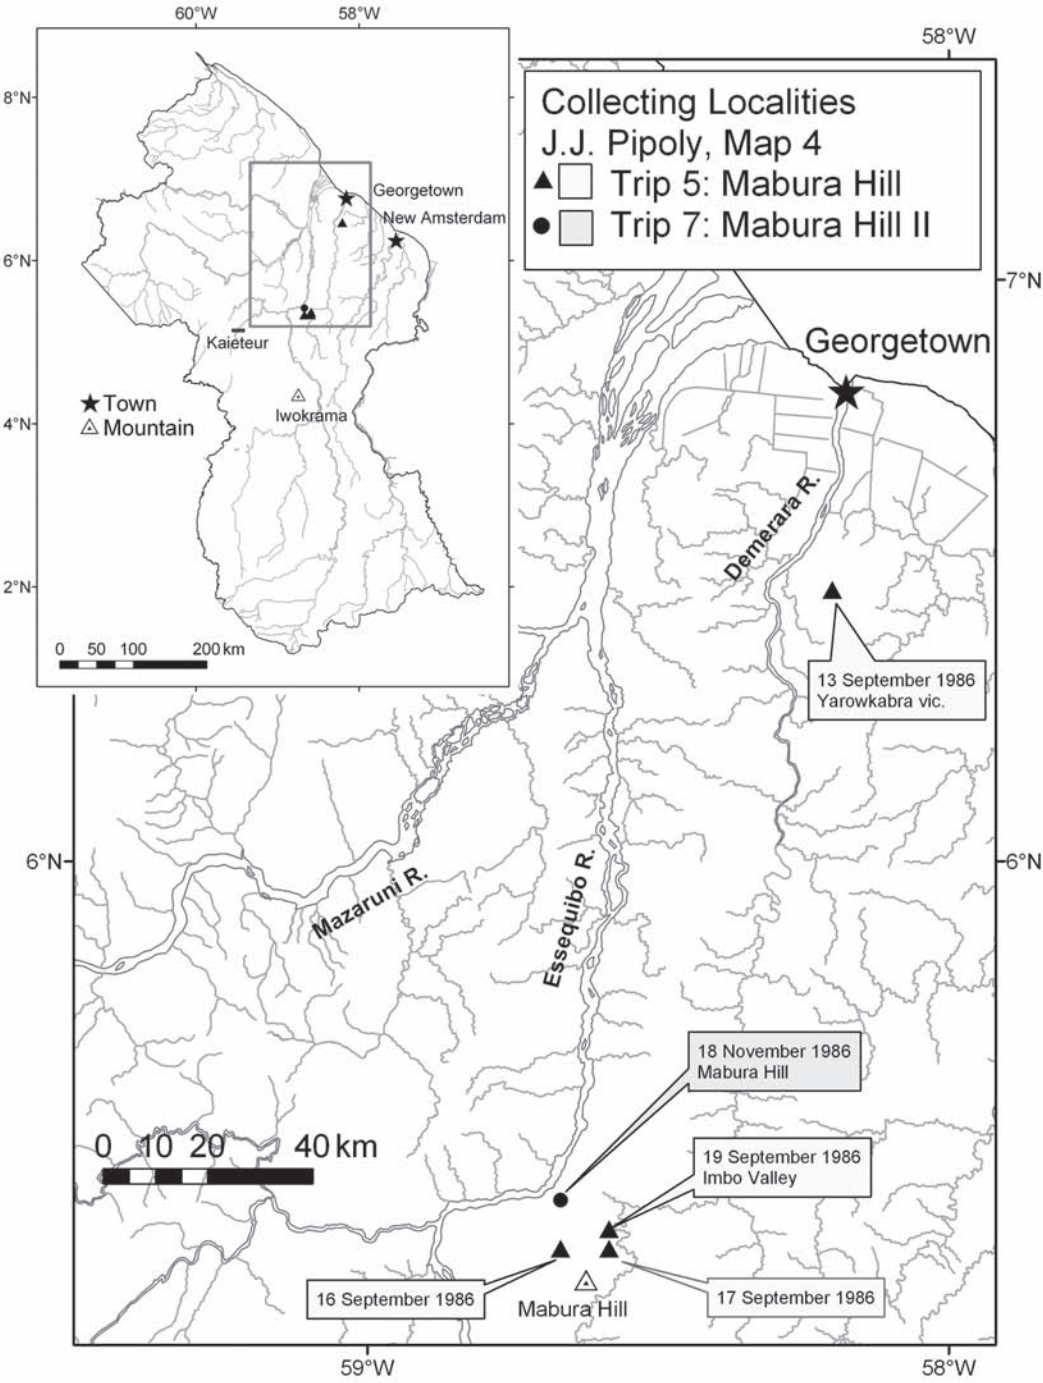 60°W
58°W
58°W
8°N
6°N
4°N
2°N
Georgetown
New Amsterdam
Kaieteur
Iwokrama
Town
Mountain
0 50 100 200 km
Collecting Localities
J.J. Pipoly, Map 4
Trip 5: Mabura Hill
Trip 7: Mabura Hill II
7°N
Georgetown
Demerara R.
13 September 1986
Yarowkabra vic.
6°N
6°N
Mazaruni R.
Essequibo R.
18 November 1986
Mabura Hill
0 10 20 40 km
19 September 1986
Imbo Valley
16 September 1986
Mabura Hill
17 September 1986
59°W
58°W